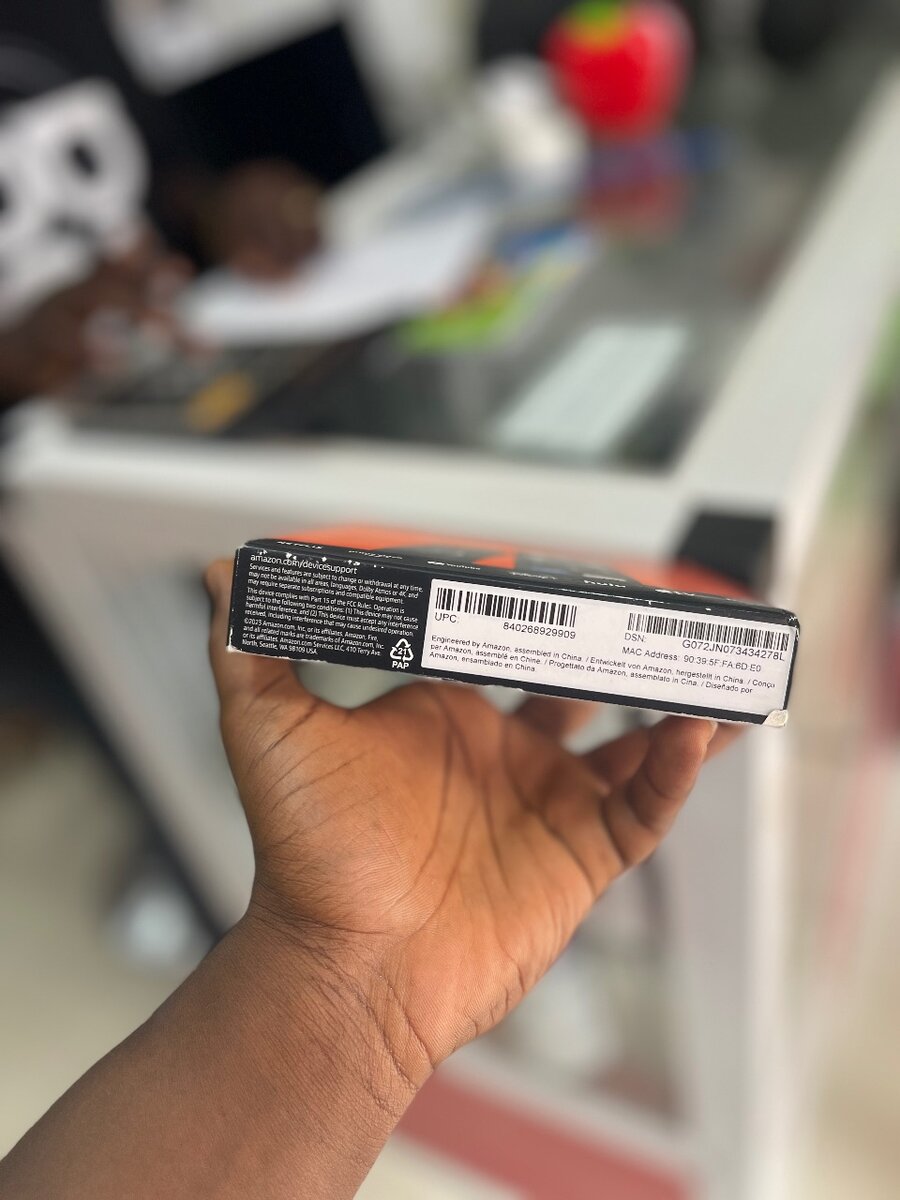 NETFLIX
amazon.com/devicesupport
Services and features are subject to change or withdrawal at any time,
may not be available in all areas, languages, Dolby Atmos or 4K, and
may require separate subscriptions and compatible equipment.
This device complies with Part 15 of the FCC Rules. Operation is
subject to the following two conditions: (1) This device may not cause
harmful interference, and (2) This device must accept any interference
received, including interference that may cause undesired operation.
©2023 Amazon.com, Inc. or its affiliates. Amazon, Fire,
and all related marks are trademarks of Amazon.com, Inc.
or its affiliates. Amazon.com Services LLC, 410 Terry Ave.
North, Seattle, WA 98109 USA.
21
PAP
UPC:
840268929909
DSN:
G072JN073434278L
MAC Address: 90:39:5F:FA:6D:E0
Engineered by Amazon, assembled in China. / Entwickelt von Amazon, hergestellt in China. / Conçu
par Amazon, assemblé en Chine. / Progettato da Amazon, assemblato in Cina. / Diseñado por
Amazon, ensamblado en China.